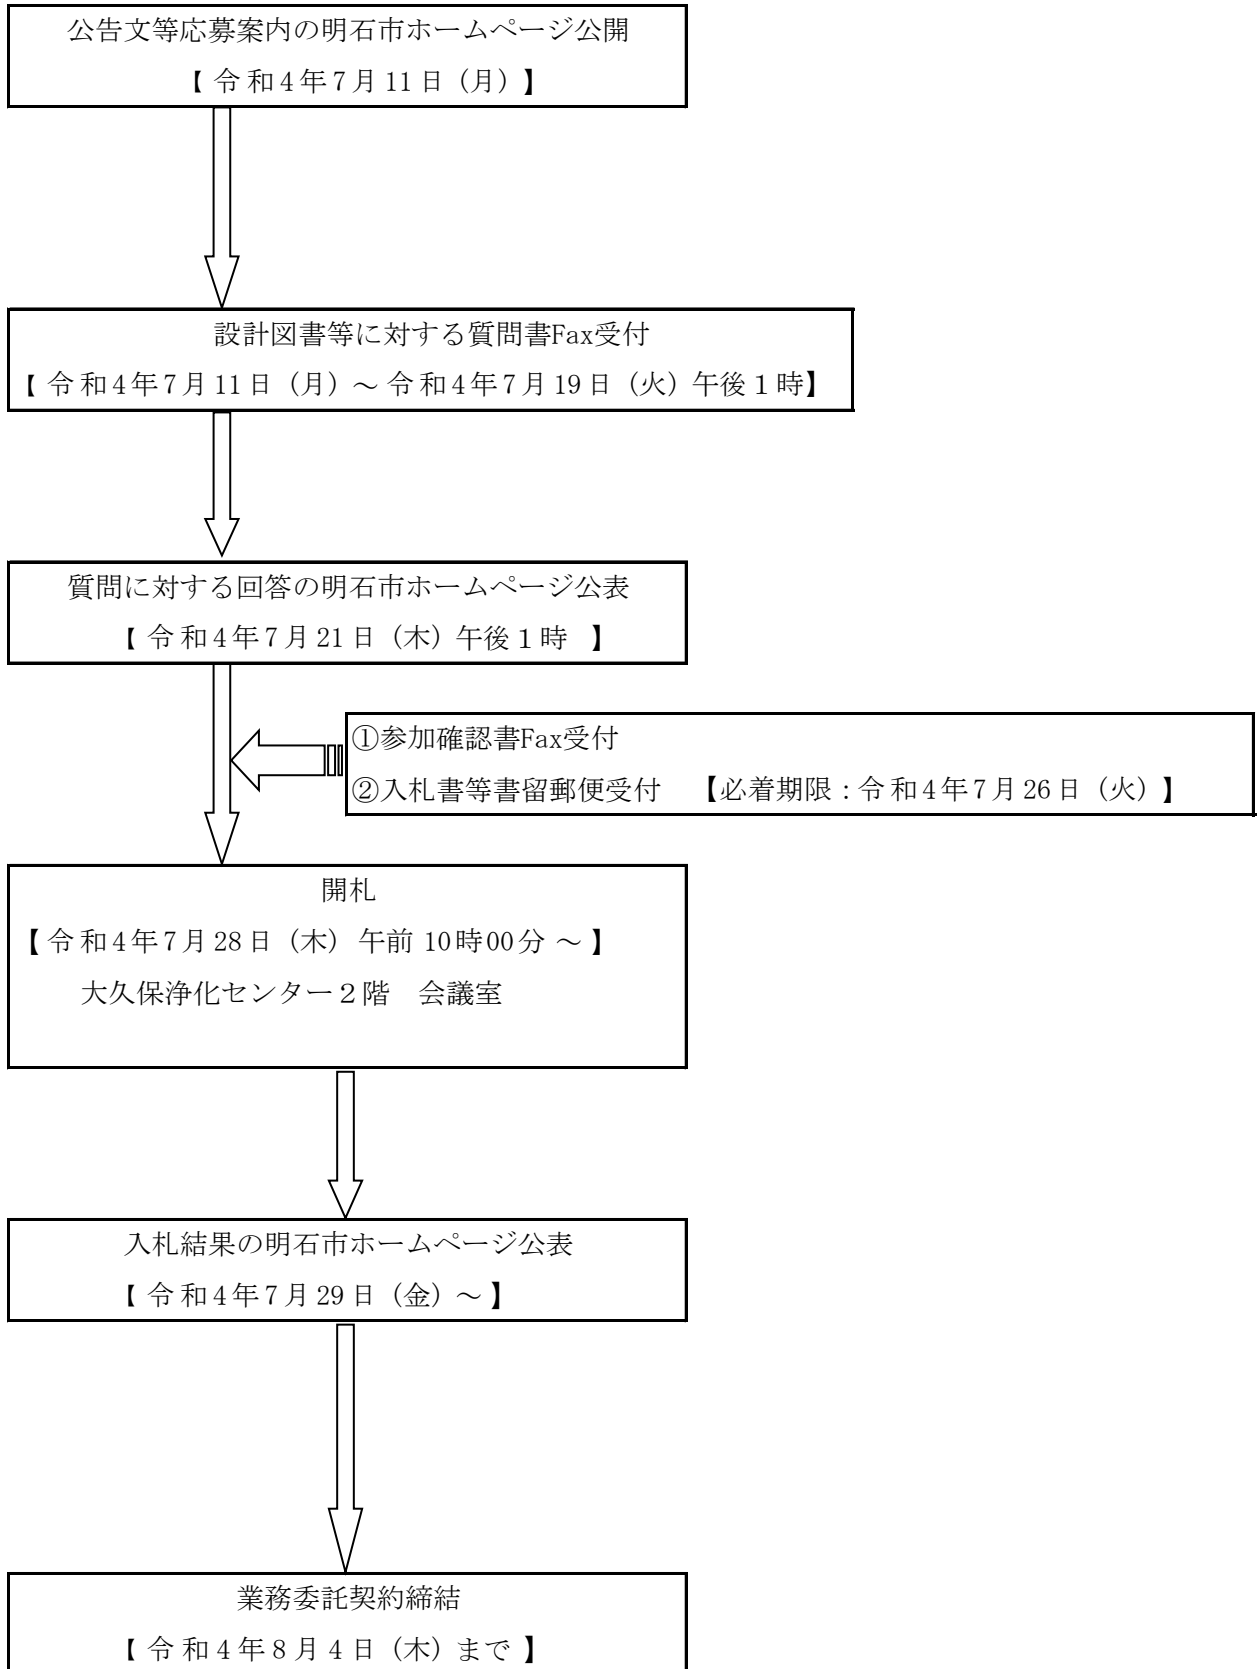 公告文等応募案内の明石市ホームページ公開
【令和4年7月11日（月）】
設計図書等に対する質問書Fax受付
【令和4年7月11日（月）～令和4年7月19日（火）午後１時】
質問に対する回答の明石市ホームページ公表
【令和4年7月21日（木）午後１時　】
①参加確認書Fax受付
②入札書等書留郵便受付　【必着期限：令和4年7月26日（火）】
開札
【令和4年7月28日（木）午前10時00分～】
大久保浄化センター２階　会議室
入札結果の明石市ホームページ公表
【令和4年7月29日（金）～】
業務委託契約締結
【令和4年8月4日（木）まで】